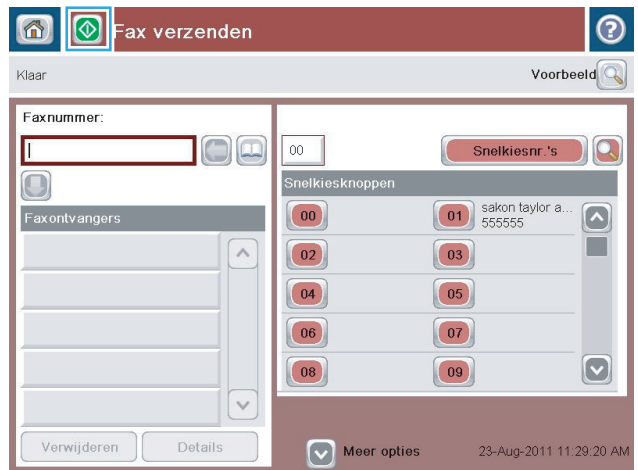 Fax verzenden
Klaar
Voorbeeld
Faxnummer:
00
Snelkiesnr.'s
Snelkiesknoppen
Faxontvangers
00
01 sakon taylor a...
555555
02 03
04 05
06 07
08 09
Verwijderen Details
Meer opties
23-Aug-2011 11:29:20 AM